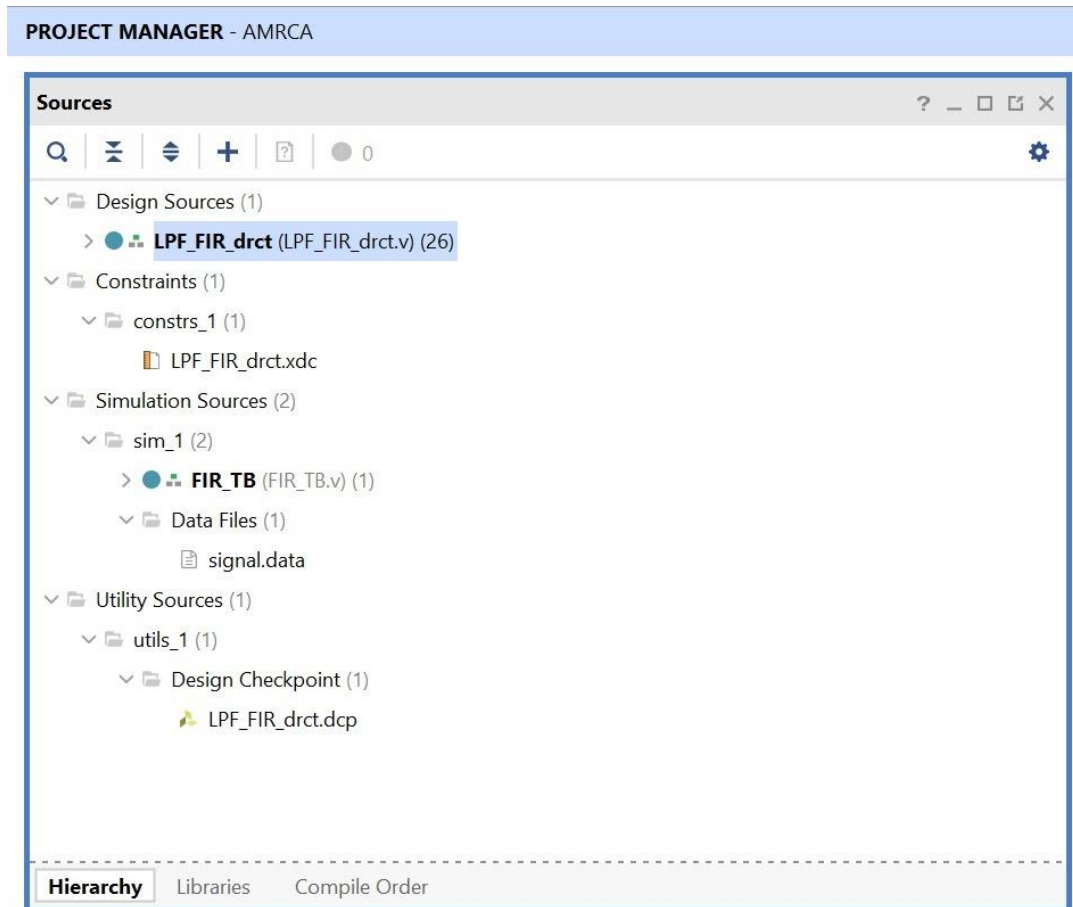 PROJECT MANAGER - AMRCA
Sources
? 
0
Design Sources (1)
LPF_FIR_drct (LPF_FIR_drct.v) (26)
Constraints (1)
constrs_1 (1)
LPF_FIR_drct.xdc
Simulation Sources (2)
sim_1 (2)
FIR_TB (FIR_TB.v) (1)
Data Files (1)
signal.data
Utility Sources (1)
utils_1 (1)
Design Checkpoint (1)
LPF_FIR_drct.dcp
Hierarchy Libraries Compile Order